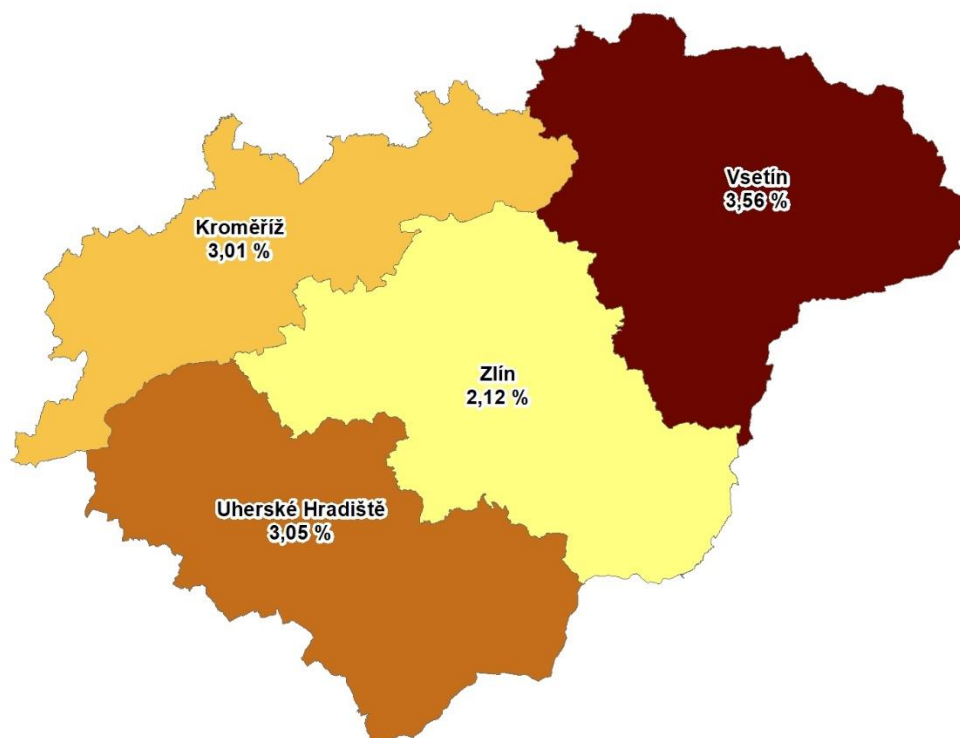 Vsetín
3,56 %
Kroměříž
3,01 %
Zlín
2,12 %
Uherské Hradiště
3,05 %